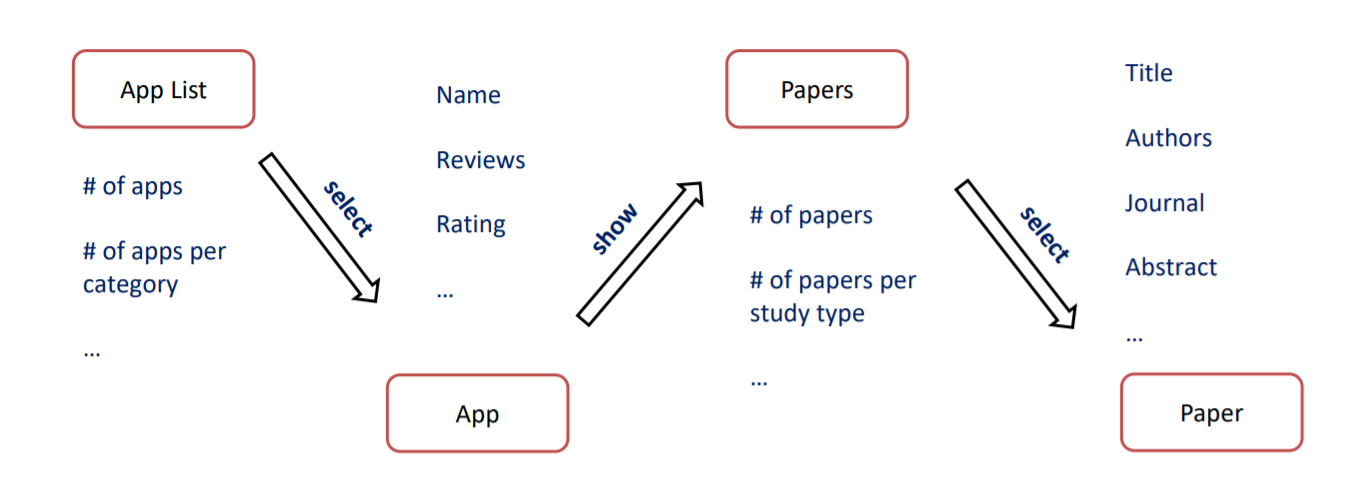 App List
# of apps
# of apps per
category
...
select
Name
Reviews
Rating
...
App
show
Papers
# of papers
# of papers per
study type
...
select
Title
Authors
Journal
Abstract
...
Paper